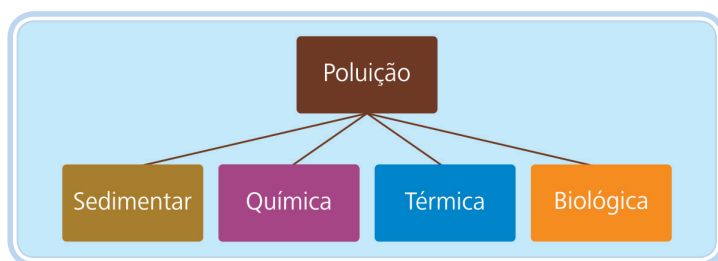 Poluição
Sedimentar
Química
Térmica
Biológica